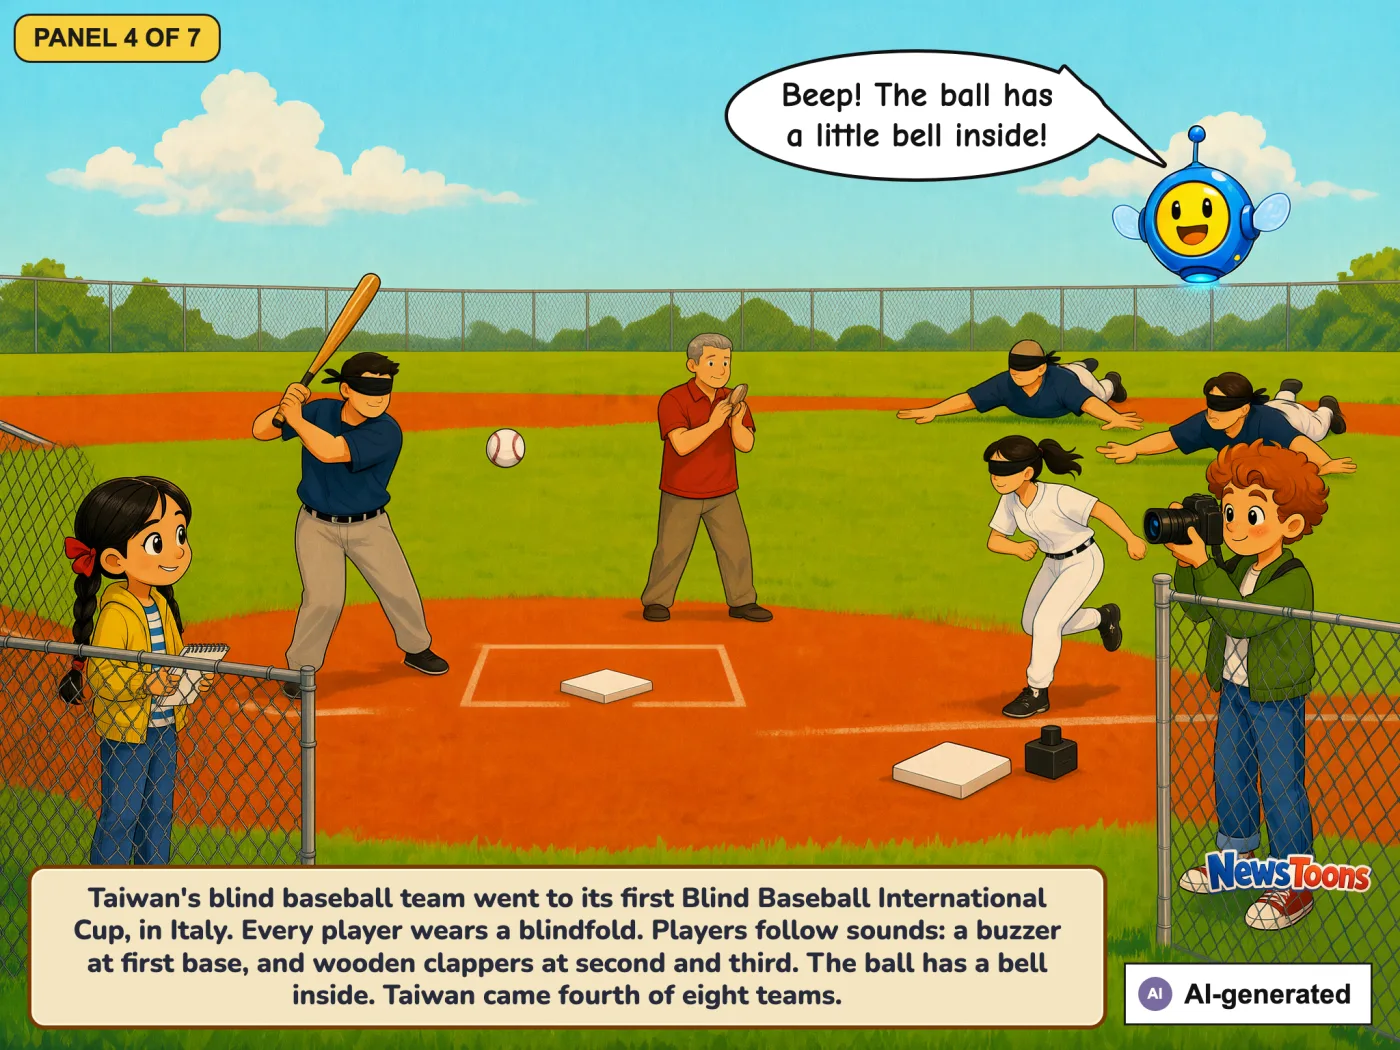 PANEL 4 OF 7
Beep! The ball has
a little bell inside!
Taiwan's blind baseball team went to its first Blind Baseball International
Cup, in Italy. Every player wears a blindfold. Players follow sounds: a buzzer
at first base, and wooden clappers at second and third. The ball has a bell
inside. Taiwan came fourth of eight teams.
NewsToons
AI AI-generated